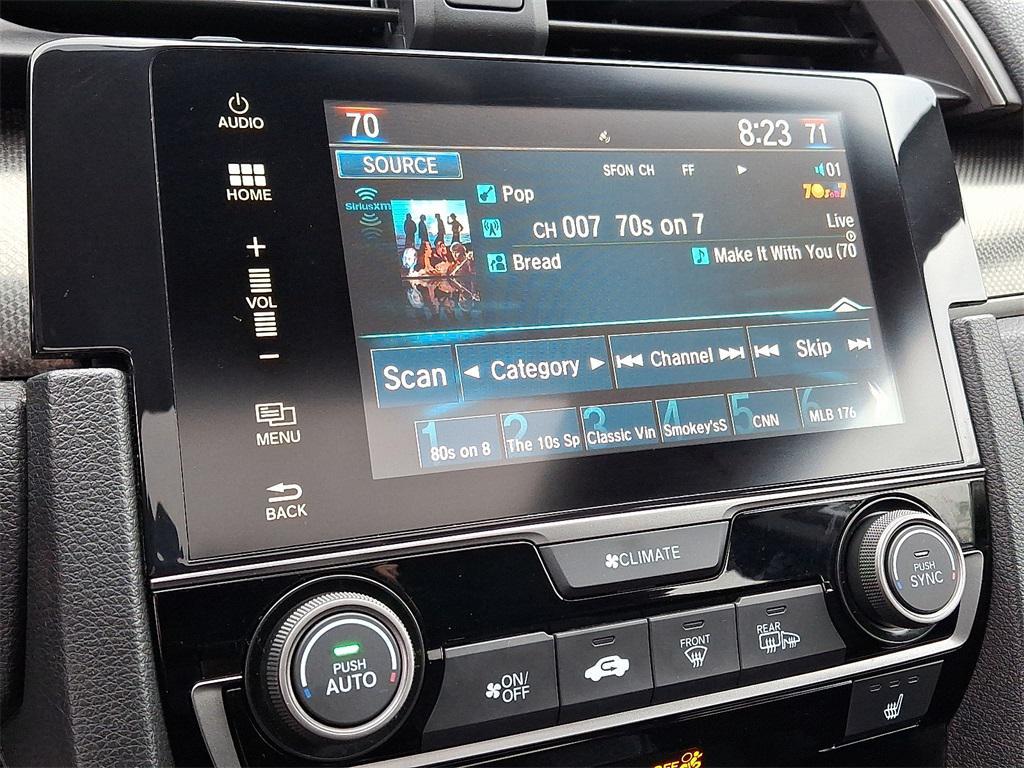 AUDIO
HOME
+
VOL
−
MENU
BACK
70
8:23 71
SOURCE
SFON CH FF
01
SiriusXM
70s on 7
Pop
CH 007 70s on 7
Live
Bread
Make It With You (70
Scan
Category
Channel
Skip
1 80s on 8
2 The 10s Sp
3 Classic Vin
4 Smokey'sS
5 CNN
6 MLB 176
CLIMATE
PUSH
SYNC
PUSH
AUTO
ON/
OFF
FRONT
REAR
OFF